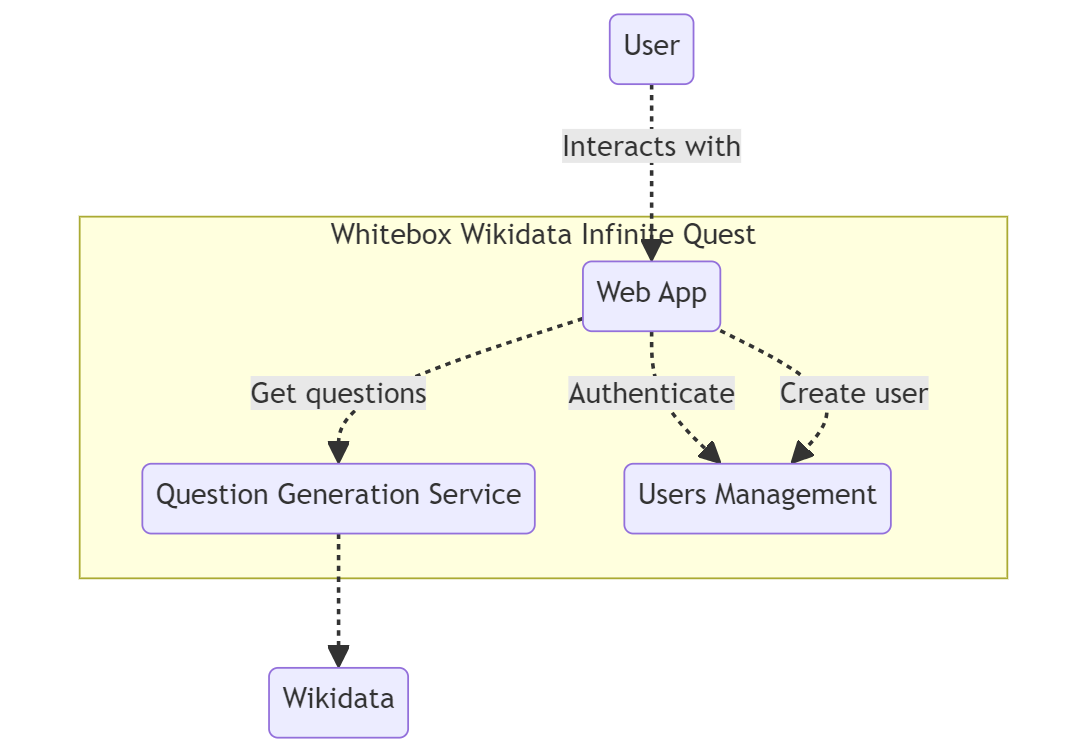 User
Interacts with
Whitebox Wikidata Infinite Quest
Web App
Get questions
Authenticate
Create user
Question Generation Service
Users Management
Wikidata